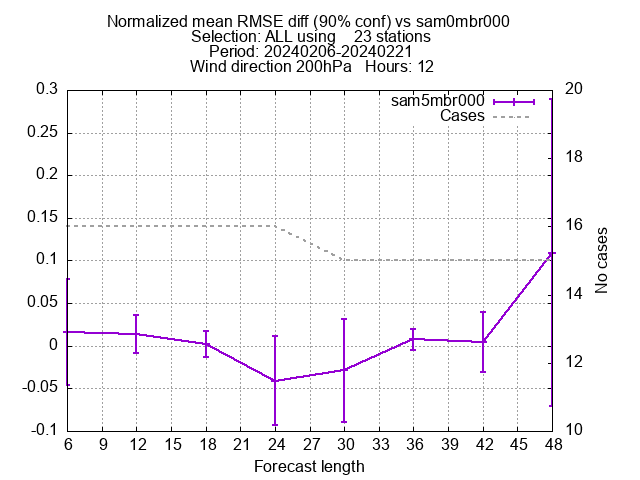 Normalized mean RMSE diff (90% conf) vs sam0mbr000
Selection: ALL using    23 stations
Period: 20240206-20240221
Wind direction 200hPa   Hours: 12
sam5mbr000
Cases
0.3
0.25
0.2
0.15
0.1
0.05
0
-0.05
-0.1
20
18
16
14
12
10
No cases
6 9 12 15 18 21 24 27 30 33 36 39 42 45 48
Forecast length